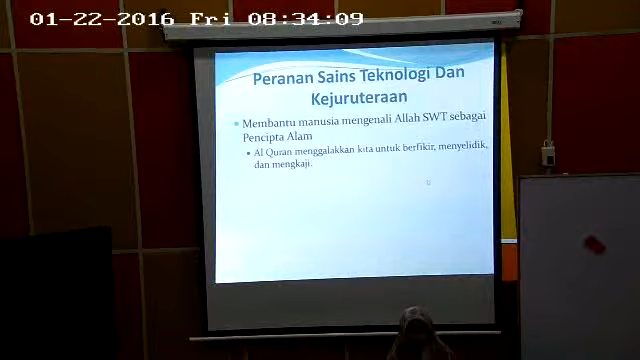 01-22-2016 Fri 08:34:09
Peranan Sains Teknologi Dan
Kejuruteraan
Membantu manusia mengenali Allah SWT sebagai
Pencipta Alam
Al Quran menggalakkan kita untuk berfikir, menyelidik,
dan mengkaji.